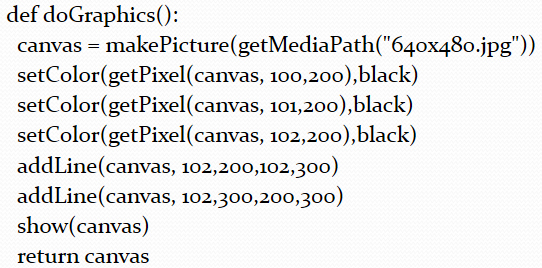 def doGraphics():
canvas = makePicture(getMediaPath("640x480.jpg"))
setColor(getPixel(canvas, 100,200),black)
setColor(getPixel(canvas, 101,200),black)
setColor(getPixel(canvas, 102,200),black)
addLine(canvas, 102,200,102,300)
addLine(canvas, 102,300,200,300)
show(canvas)
return canvas